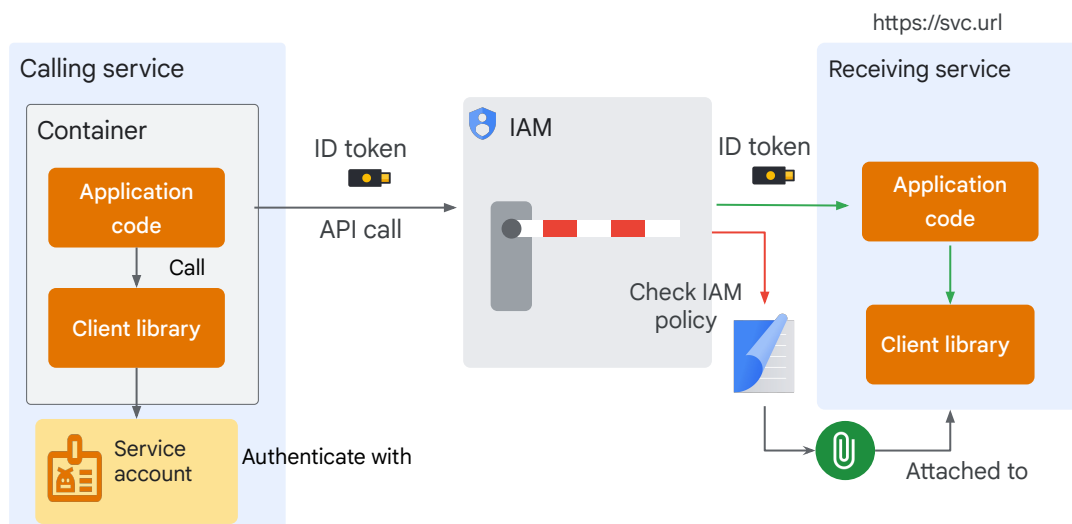 https://svc.url
Calling service
Container
Application
code
Call
Client library
Service
account
Authenticate with
ID token
API call
IAM
ID token
Check IAM
policy
Receiving service
Application
code
Client library
Attached to